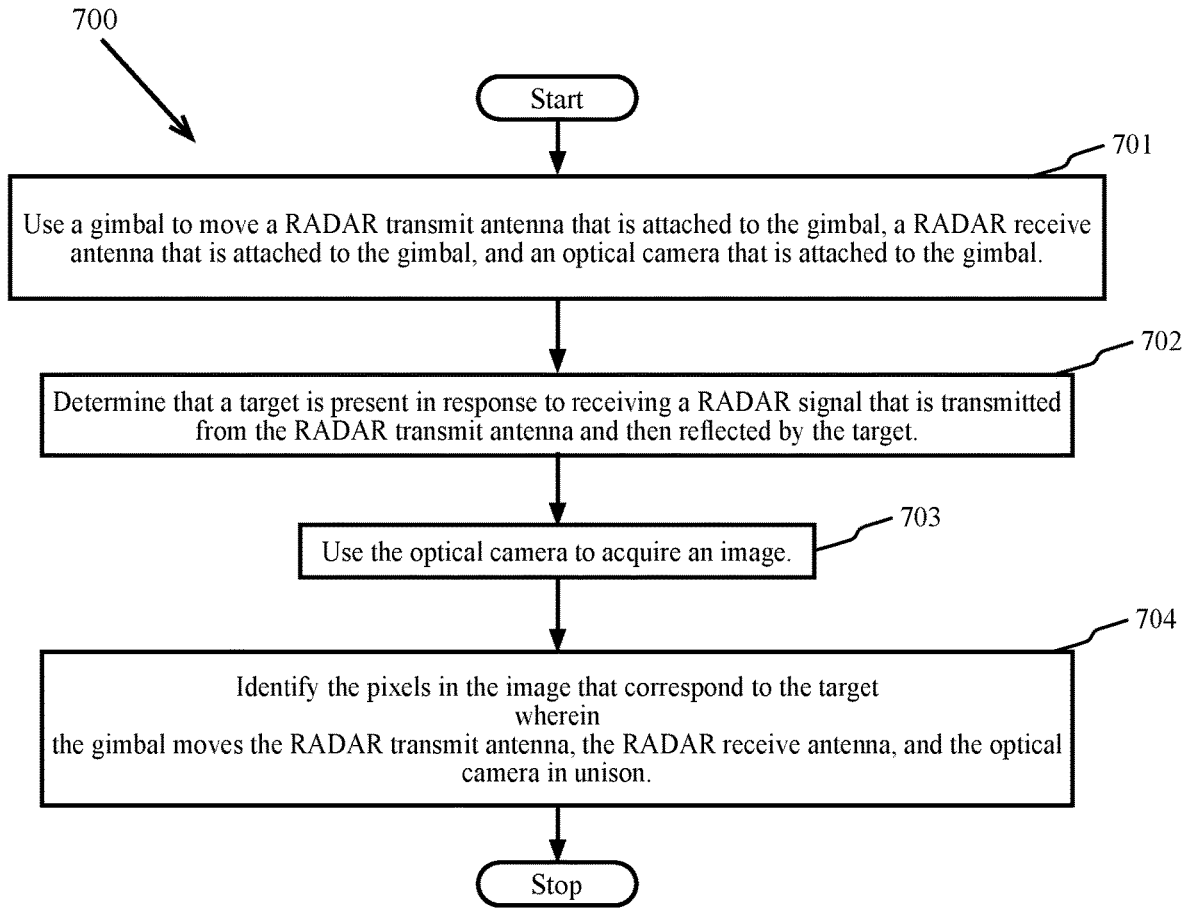 700
Start
701
Use a gimbal to move a RADAR transmit antenna that is attached to the gimbal, a RADAR receive
antenna that is attached to the gimbal, and an optical camera that is attached to the gimbal.
702
Determine that a target is present in response to receiving a RADAR signal that is transmitted
from the RADAR transmit antenna and then reflected by the target.
703
Use the optical camera to acquire an image.
704
Identify the pixels in the image that correspond to the target
wherein
the gimbal moves the RADAR transmit antenna, the RADAR receive antenna, and the optical
camera in unison.
Stop